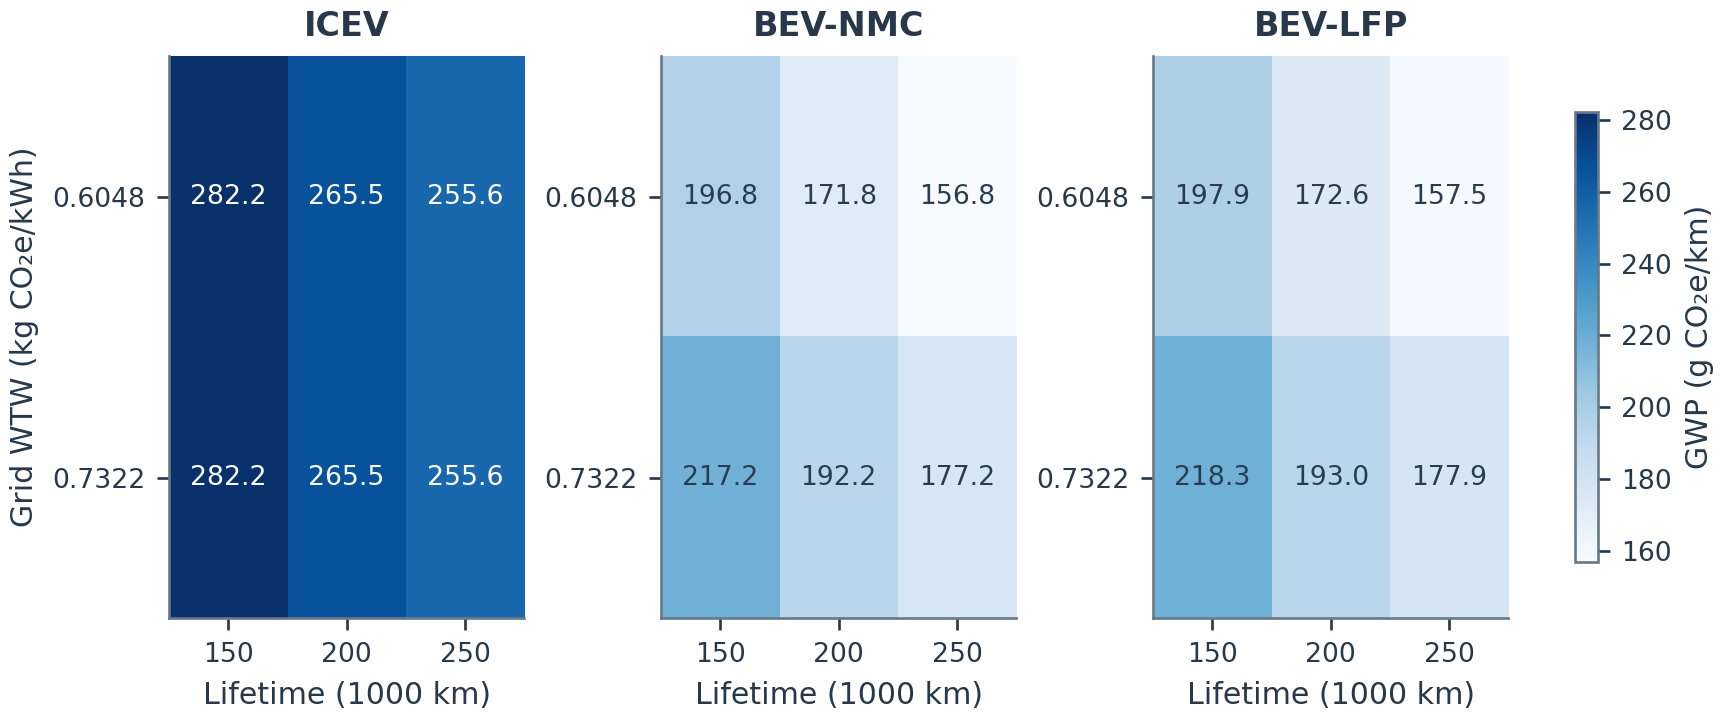 ICEV
BEV-NMC
BEV-LFP
Grid WTW (kg CO₂e/kWh)
0.6048
282.2 265.5 255.6
0.6048
196.8 171.8 156.8
0.6048
197.9 172.6 157.5
0.7322
282.2 265.5 255.6
0.7322
217.2 192.2 177.2
0.7322
218.3 193.0 177.9
150 200 250
150 200 250
150 200 250
Lifetime (1000 km)
Lifetime (1000 km)
Lifetime (1000 km)
280
260
240
220
200
180
160
GWP (g CO₂e/km)